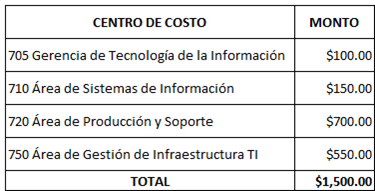 CENTRO DE COSTO MONTO
705 Gerencia de Tecnología de la Información $100.00
710 Área de Sistemas de Información $150.00
720 Área de Producción y Soporte $700.00
750 Área de Gestión de Infraestructura TI $550.00
TOTAL $1,500.00